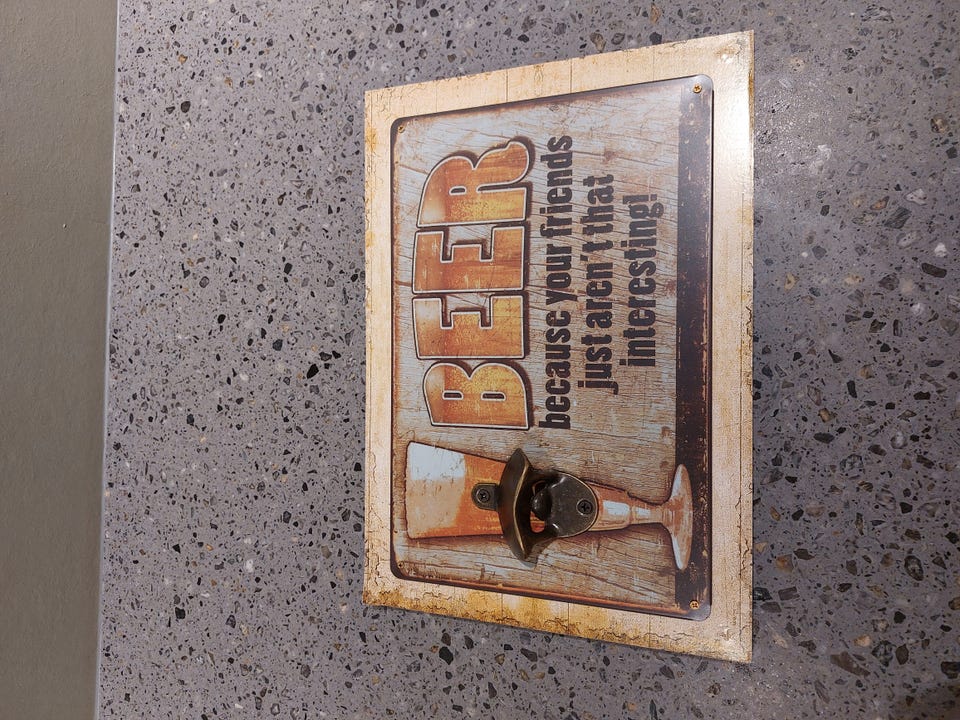 BEER
because your friends
just aren't that
interesting!